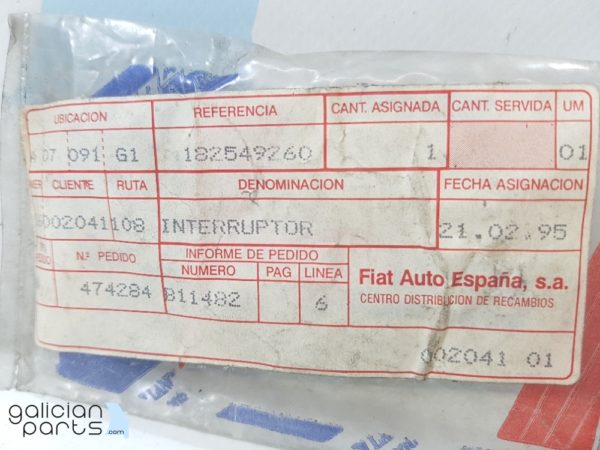 UBICACION REFERENCIA CANT. ASIGNADA CANT. SERVIDA UM
07 091 G1 182549260 1 01
CLIENTE RUTA DENOMINACION FECHA ASIGNACION
002041108 INTERRUPTOR 21.02.95
N.º PEDIDO INFORME DE PEDIDO
NUMERO PAG LINEA
474284 811482 6
Fiat Auto España, s.a.
CENTRO DISTRIBUCION DE RECAMBIOS
002041 01
galician
parts.com